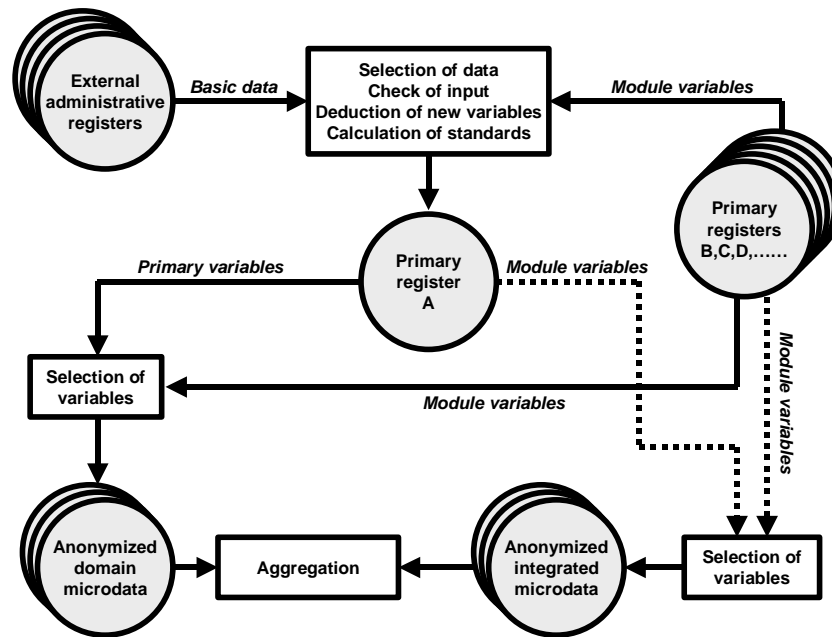 External
administrative
registers
Basic data
Selection of data
Check of input
Deduction of new variables
Calculation of standards
Module variables
Primary
registers
B,C,D,......
Primary variables
Primary
register
A
Module variables
Selection of
variables
Module variables
Module variables
Anonymized
domain
microdata
Aggregation
Anonymized
integrated
microdata
Selection of
variables